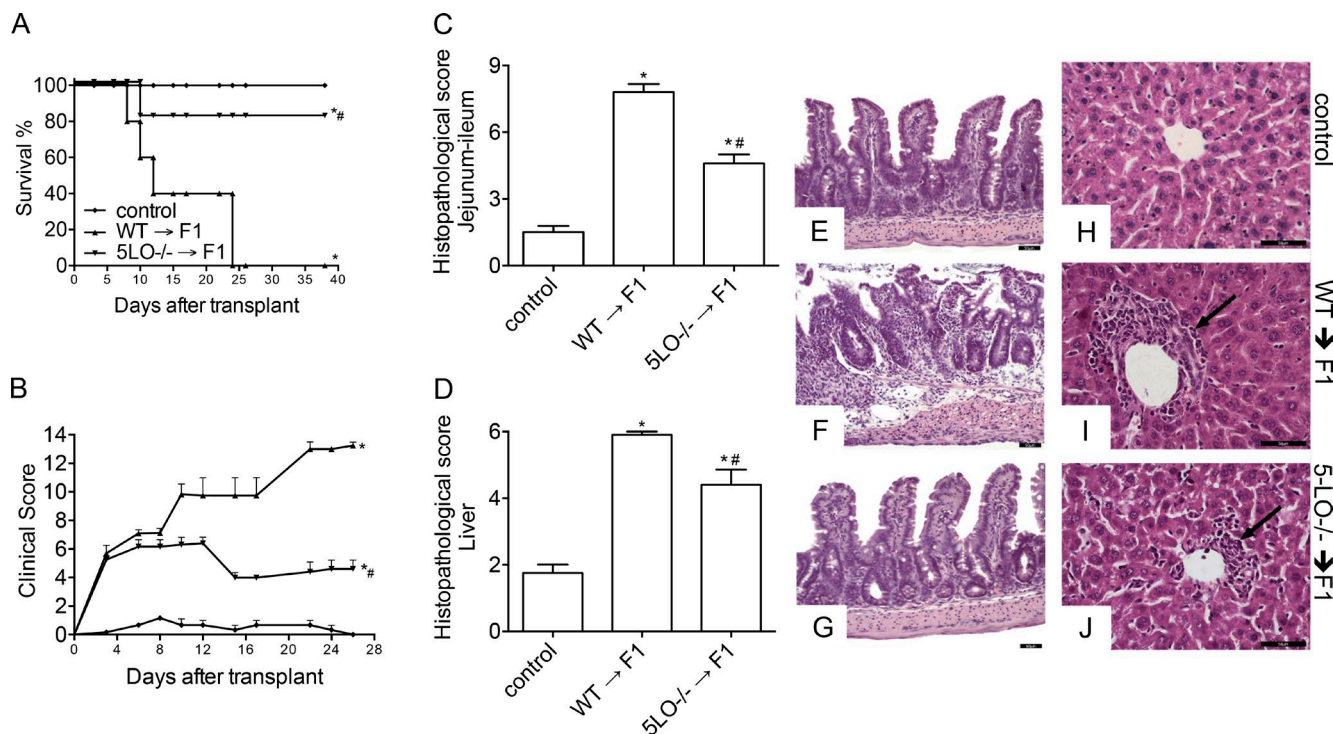 A
Survival %
100
80
60
40
20
0
control
WT → F1
5LO-/- → F1
*#
*
0 5 10 15 20 25 30 35 40
Days after transplant
B
Clinical Score
14
12
10
8
6
4
2
0
*
*#
0 4 8 12 16 20 24 28
Days after transplant
C
Histopathological score
Jejunum-ileum
9
6
3
0
*
*#
control
WT → F1
5LO-/- → F1
D
Histopathological score
Liver
6
4
2
0
*
*#
control
WT → F1
5LO-/- → F1
E
F
G
H
I
J
control
WT → F1
5-LO-/- → F1